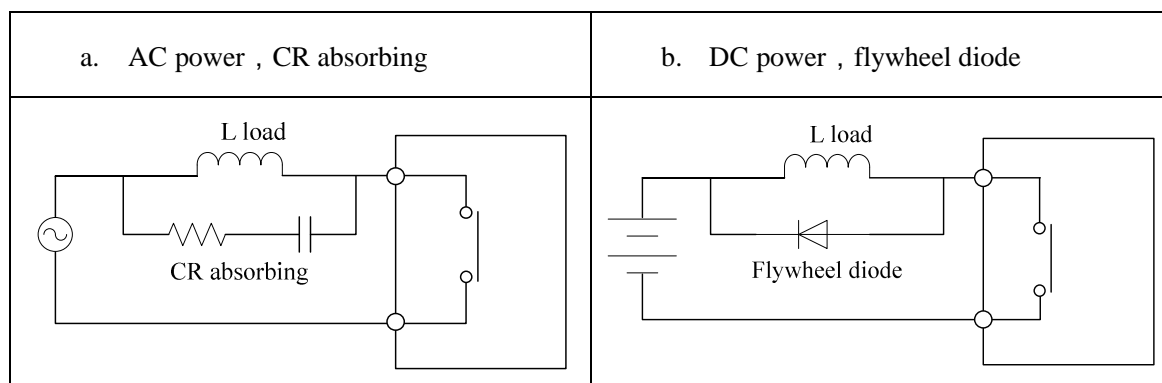 a. AC power , CR absorbing
b. DC power , flywheel diode
L load
CR absorbing
L load
Flywheel diode